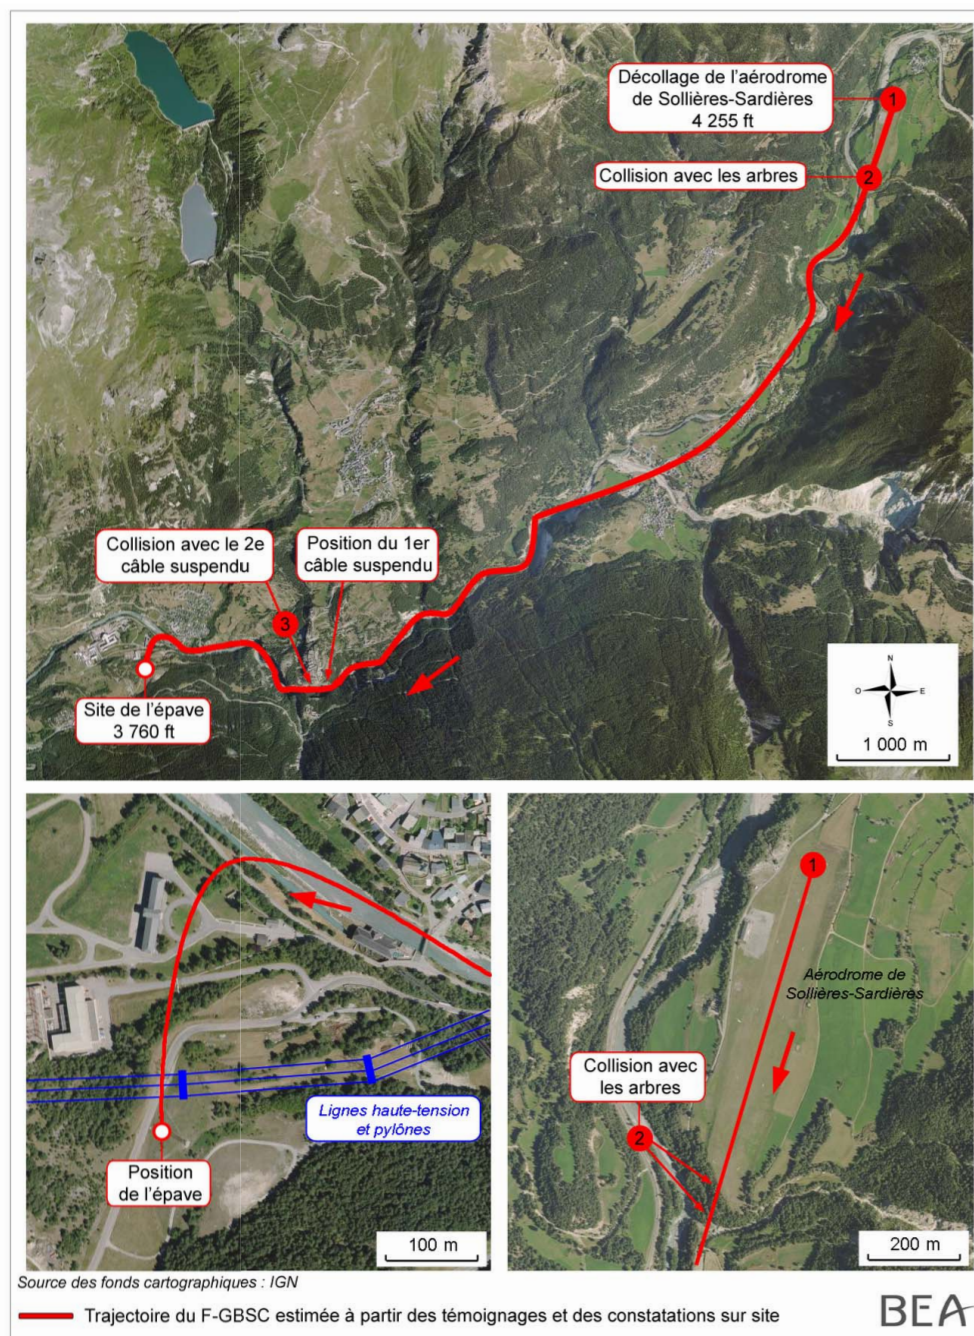 Décollage de l'aérodrome
de Sollières-Sardières
4 255 ft
1
Collision avec les arbres
2
Collision avec le 2e
câble suspendu
Position du 1er
câble suspendu
3
Site de l'épave
3 760 ft
N
O
E
S
1 000 m
Lignes haute-tension
et pylônes
Position
de l'épave
100 m
1
Aérodrome de
Sollières-Sardières
Collision avec
les arbres
2
200 m
Source des fonds cartographiques : IGN
Trajectoire du F-GBSC estimée à partir des témoignages et des constatations sur site
BEA